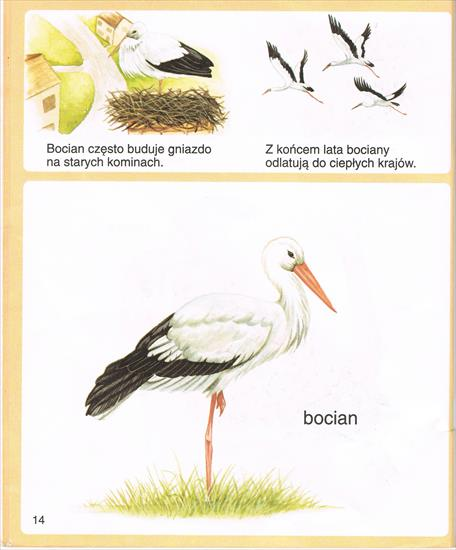 Bocian często buduje gniazdo
na starych kominach.
Z końcem lata bociany
odlatują do ciepłych krajów.
bocian
14